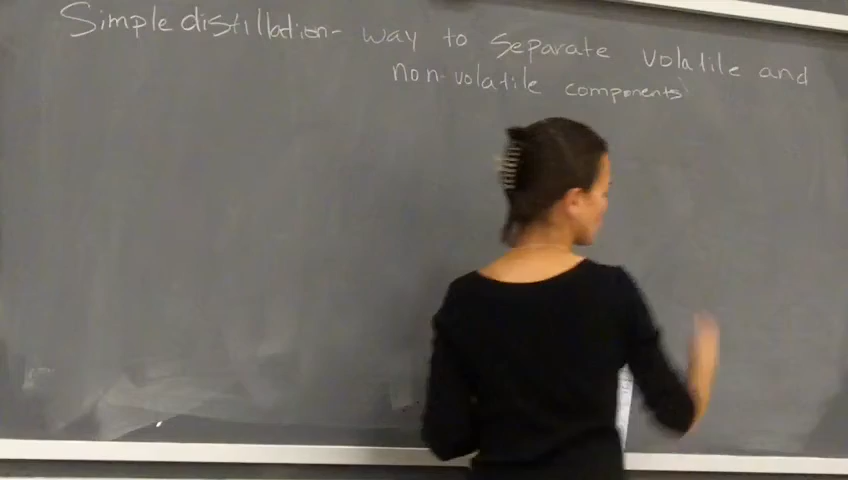 Simple distillation- way to separate volatile and
non-volatile components